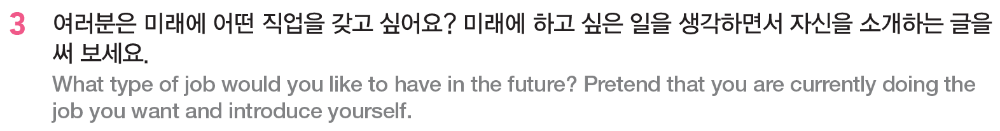 3 여러분은 미래에 어떤 직업을 갖고 싶어요? 미래에 하고 싶은 일을 생각하면서 자신을 소개하는 글을
써 보세요.
What type of job would you like to have in the future? Pretend that you are currently doing the
job you want and introduce yourself.